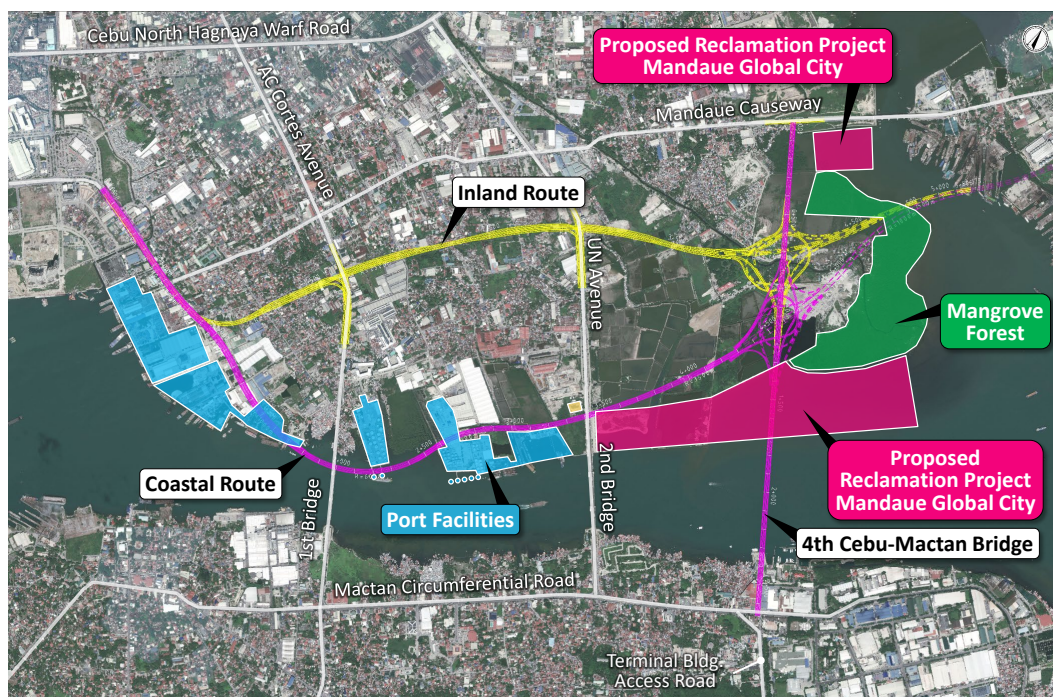 Cebu North Hagnaya Warf Road
Proposed Reclamation Project
Mandaue Global City
AC Cortes Avenue
Mandaue Causeway
Inland Route
UN Avenue
Mangrove
Forest
Coastal Route
1st Bridge
Port Facilities
2nd Bridge
Proposed
Reclamation Project
Mandaue Global City
4th Cebu-Mactan Bridge
Mactan Circumferential Road
Terminal Bldg.
Access Road